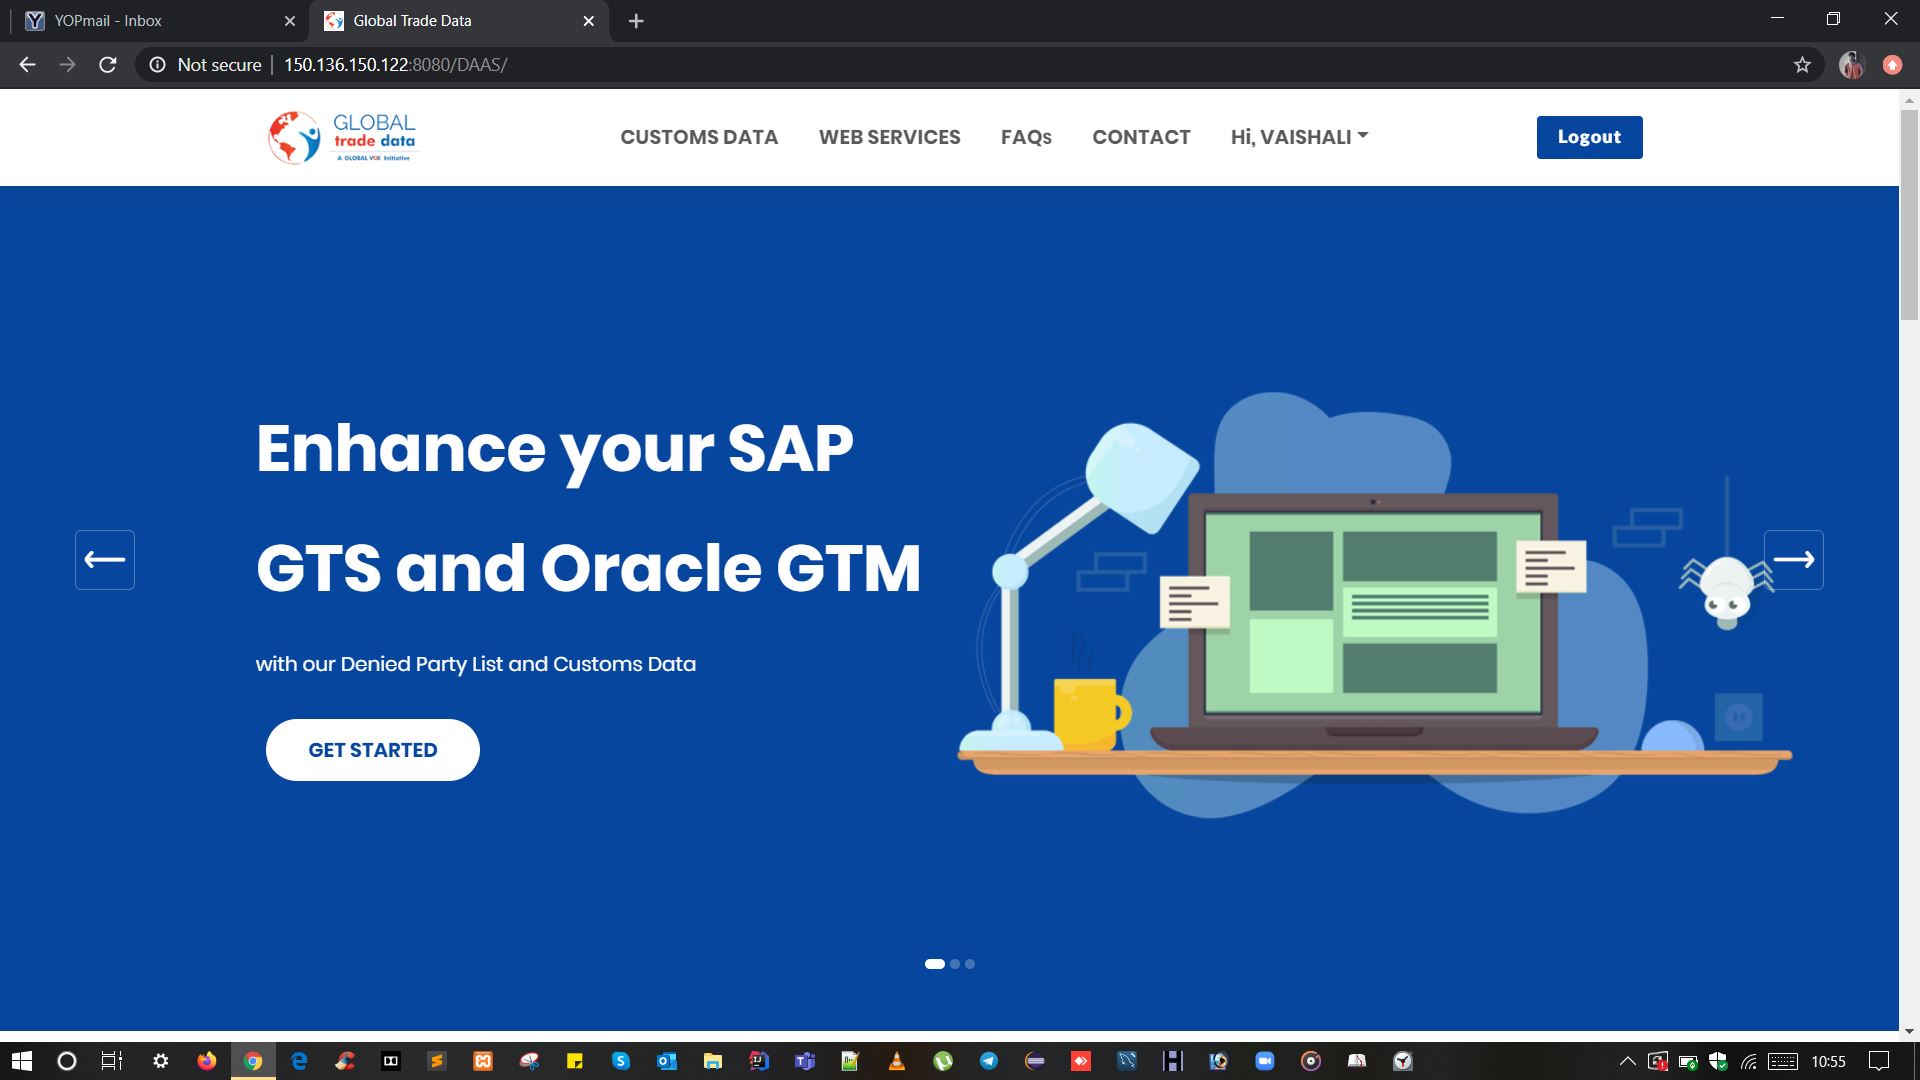 YOPmail - Inbox
Global Trade Data
Not secure
150.136.150.122:8080/DAAS/
GLOBAL
trade data
A GLOBAL VOX Initiative
CUSTOMS DATA
WEB SERVICES
FAQs
CONTACT
Hi, VAISHALI
Logout
Enhance your SAP
GTS and Oracle GTM
with our Denied Party List and Customs Data
GET STARTED
10:55